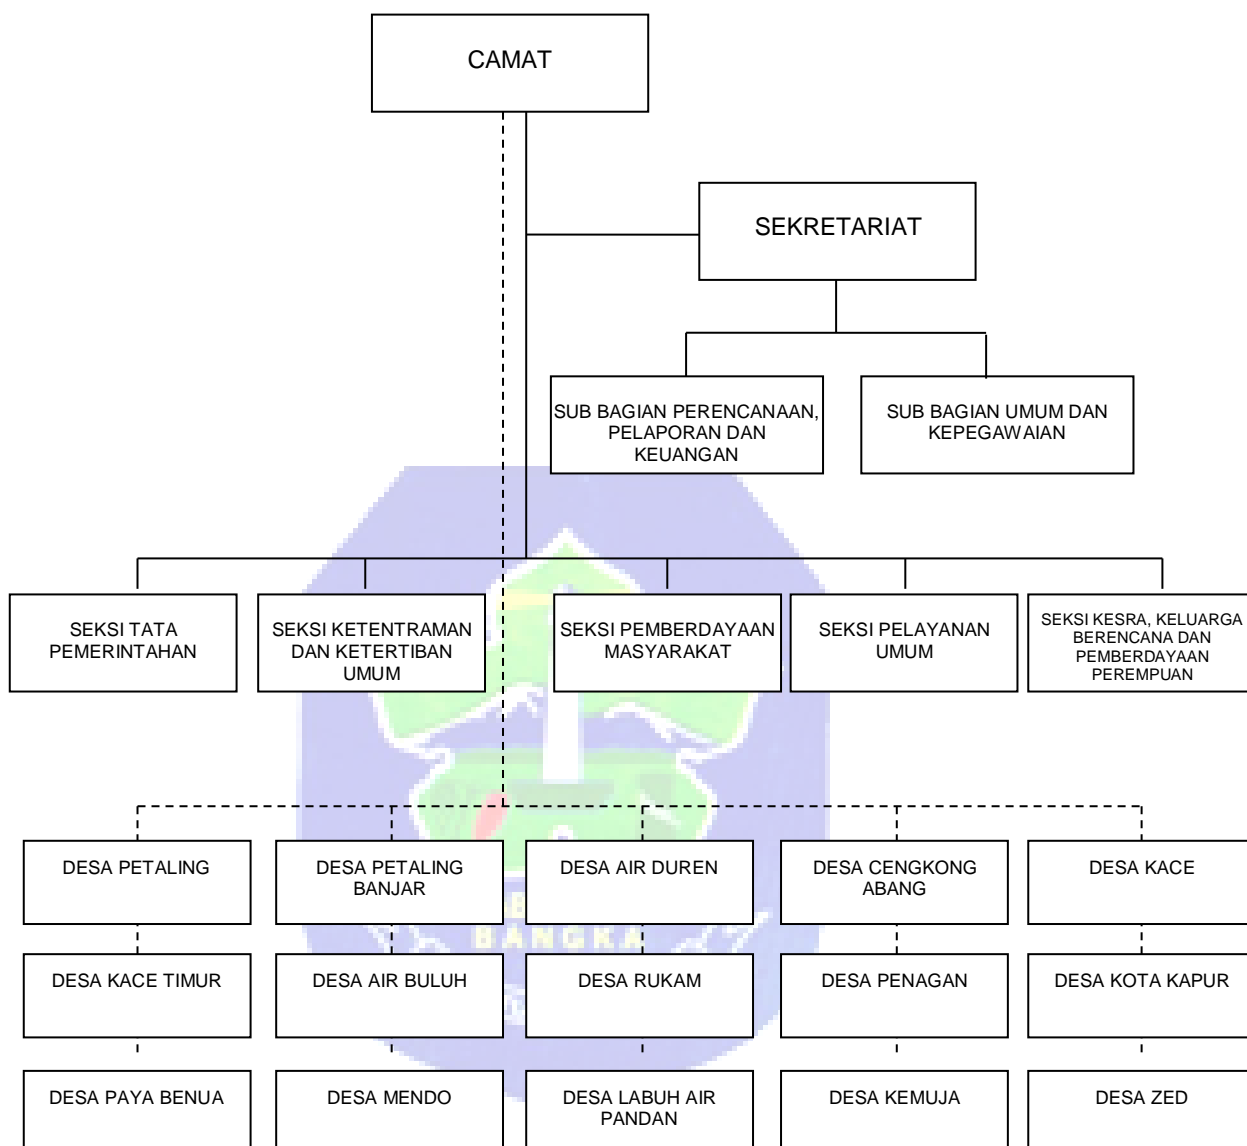 CAMAT
SEKRETARIAT
SUB BAGIAN PERENCANAAN,
PELAPORAN DAN
KEUANGAN
SUB BAGIAN UMUM DAN
KEPEGAWAIAN
SEKSI TATA
PEMERINTAHAN
SEKSI KETENTRAMAN
DAN KETERTIBAN
UMUM
SEKSI PEMBERDAYAAN
MASYARAKAT
SEKSI PELAYANAN
UMUM
SEKSI KESRA, KELUARGA
BERENCANA DAN
PEMBERDAYAAN
PEREMPUAN
DESA PETALING
DESA PETALING
BANJAR
DESA AIR DUREN
DESA CENGKONG
ABANG
DESA KACE
BANGKA
DESA KACE TIMUR
DESA AIR BULUH
DESA RUKAM
DESA PENAGAN
DESA KOTA KAPUR
DESA PAYA BENUA
DESA MENDO
DESA LABUH AIR
PANDAN
DESA KEMUJA
DESA ZED